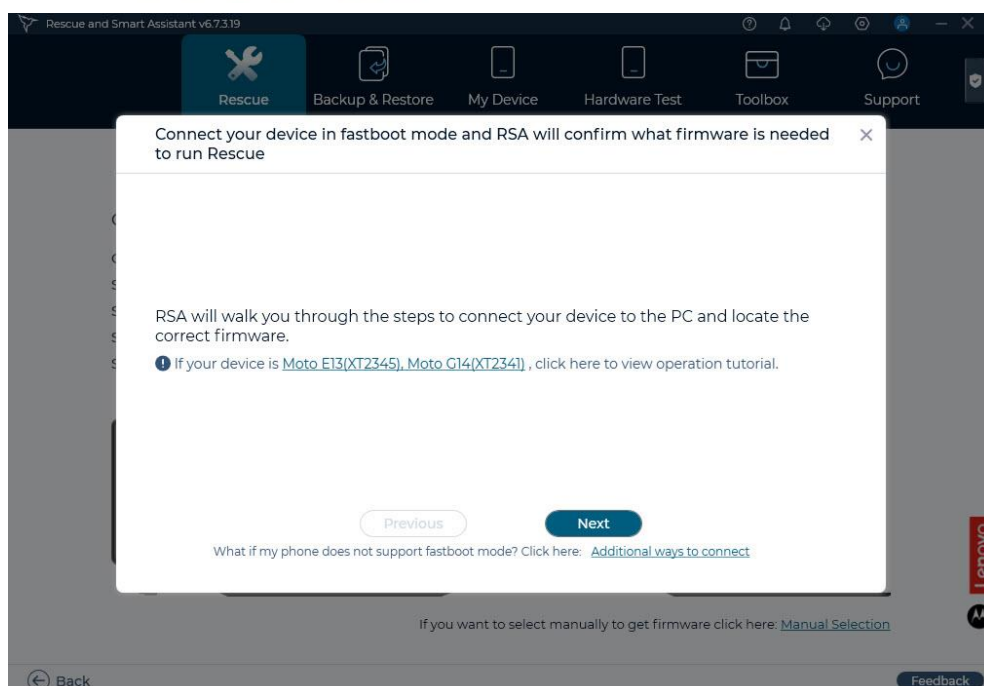 Rescue and Smart Assistant v6.7.3.19
Rescue
Backup & Restore
My Device
Hardware Test
Toolbox
Support
Connect your device in fastboot mode and RSA will confirm what firmware is needed
to run Rescue
RSA will walk you through the steps to connect your device to the PC and locate the
correct firmware.
If your device is Moto E13(XT2345), Moto G14(XT2341) , click here to view operation tutorial.
Previous
Next
What if my phone does not support fastboot mode? Click here: Additional ways to connect
Lenovo
If you want to select manually to get firmware click here: Manual Selection
Back
Feedback